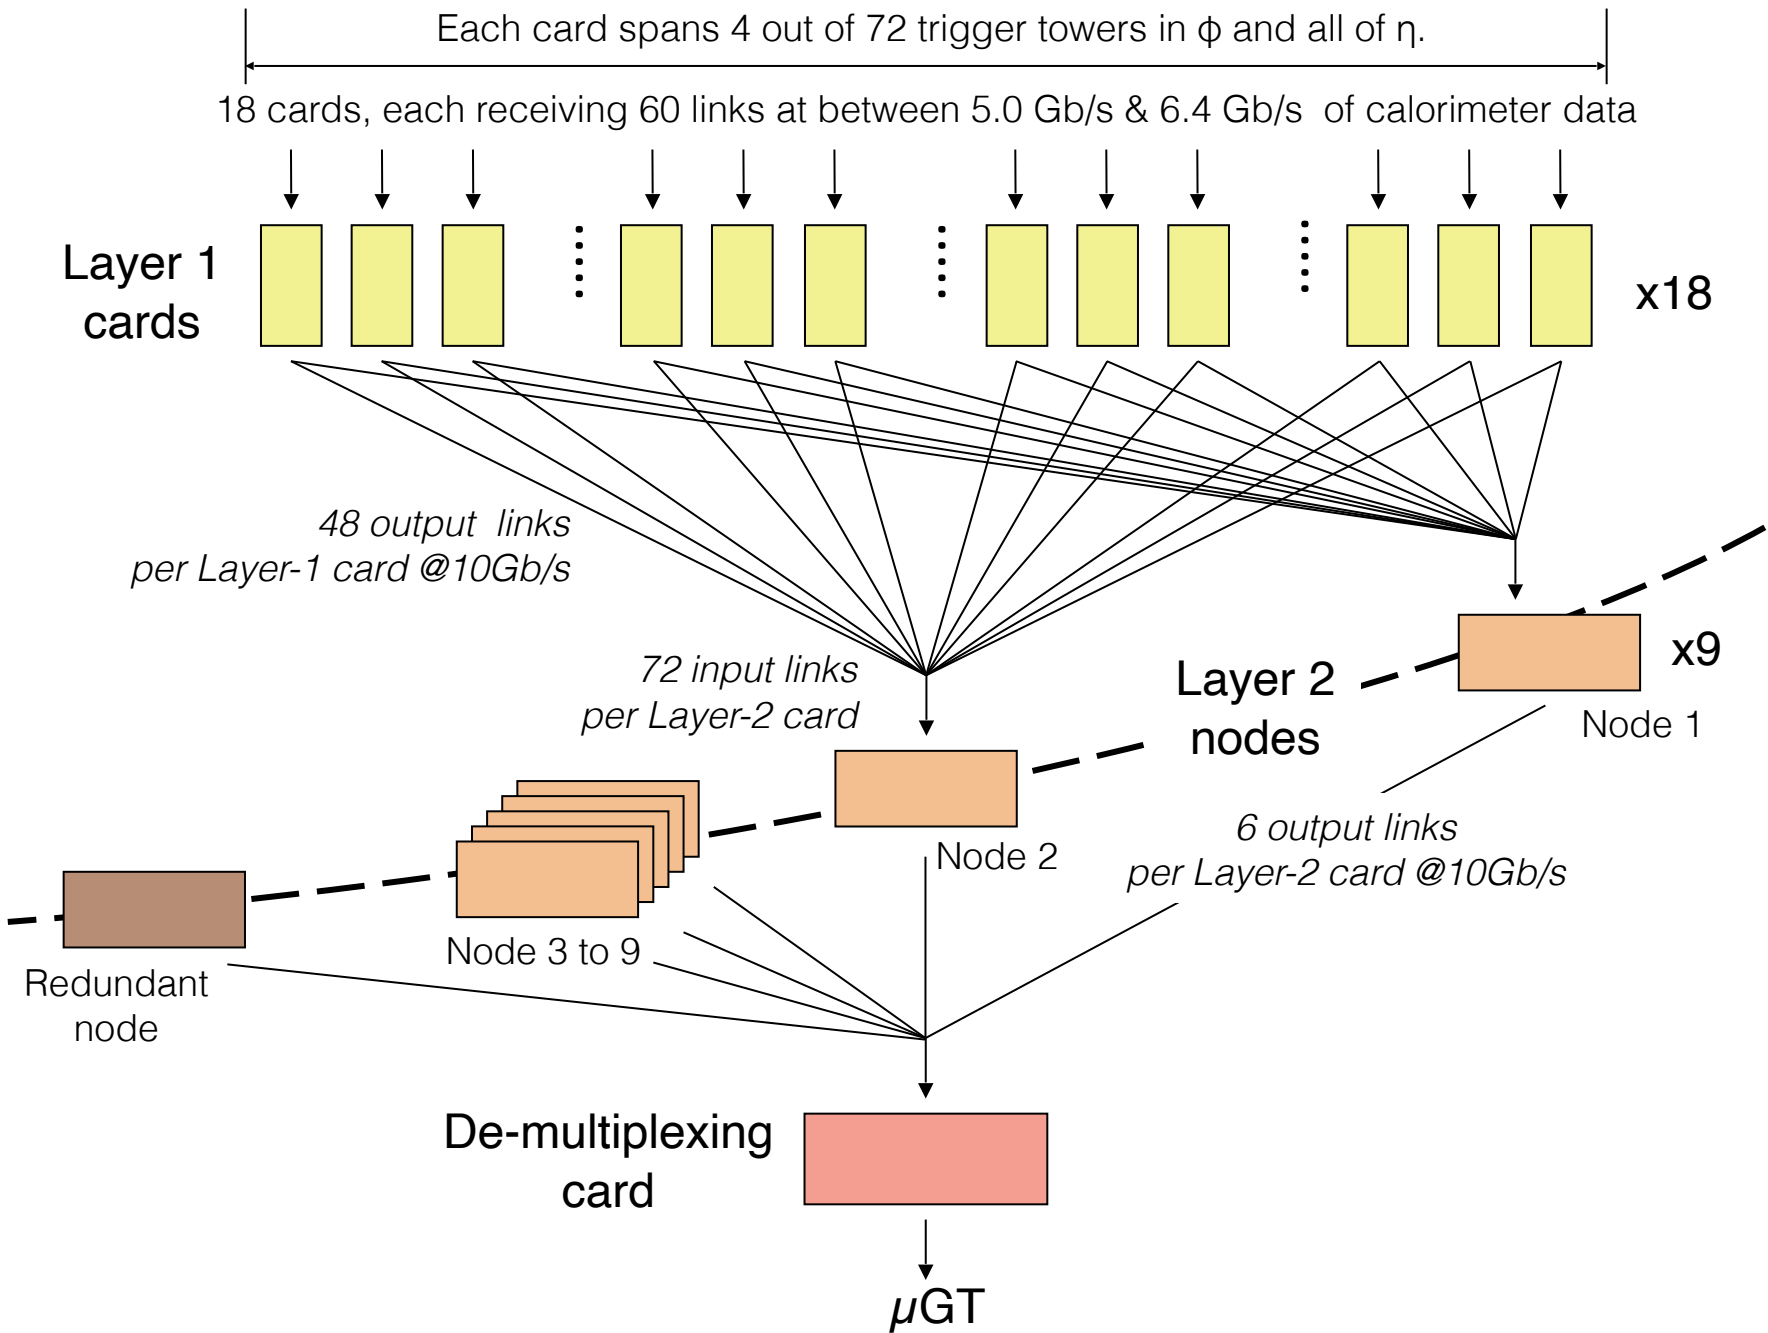 Each card spans 4 out of 72 trigger towers in ϕ and all of η.
18 cards, each receiving 60 links at between 5.0 Gb/s & 6.4 Gb/s of calorimeter data
Layer 1
cards
x18
48 output links
per Layer-1 card @10Gb/s
72 input links
per Layer-2 card
Layer 2
nodes
x9
Node 1
Node 2
6 output links
per Layer-2 card @10Gb/s
Node 3 to 9
Redundant
node
De-multiplexing
card
µGT